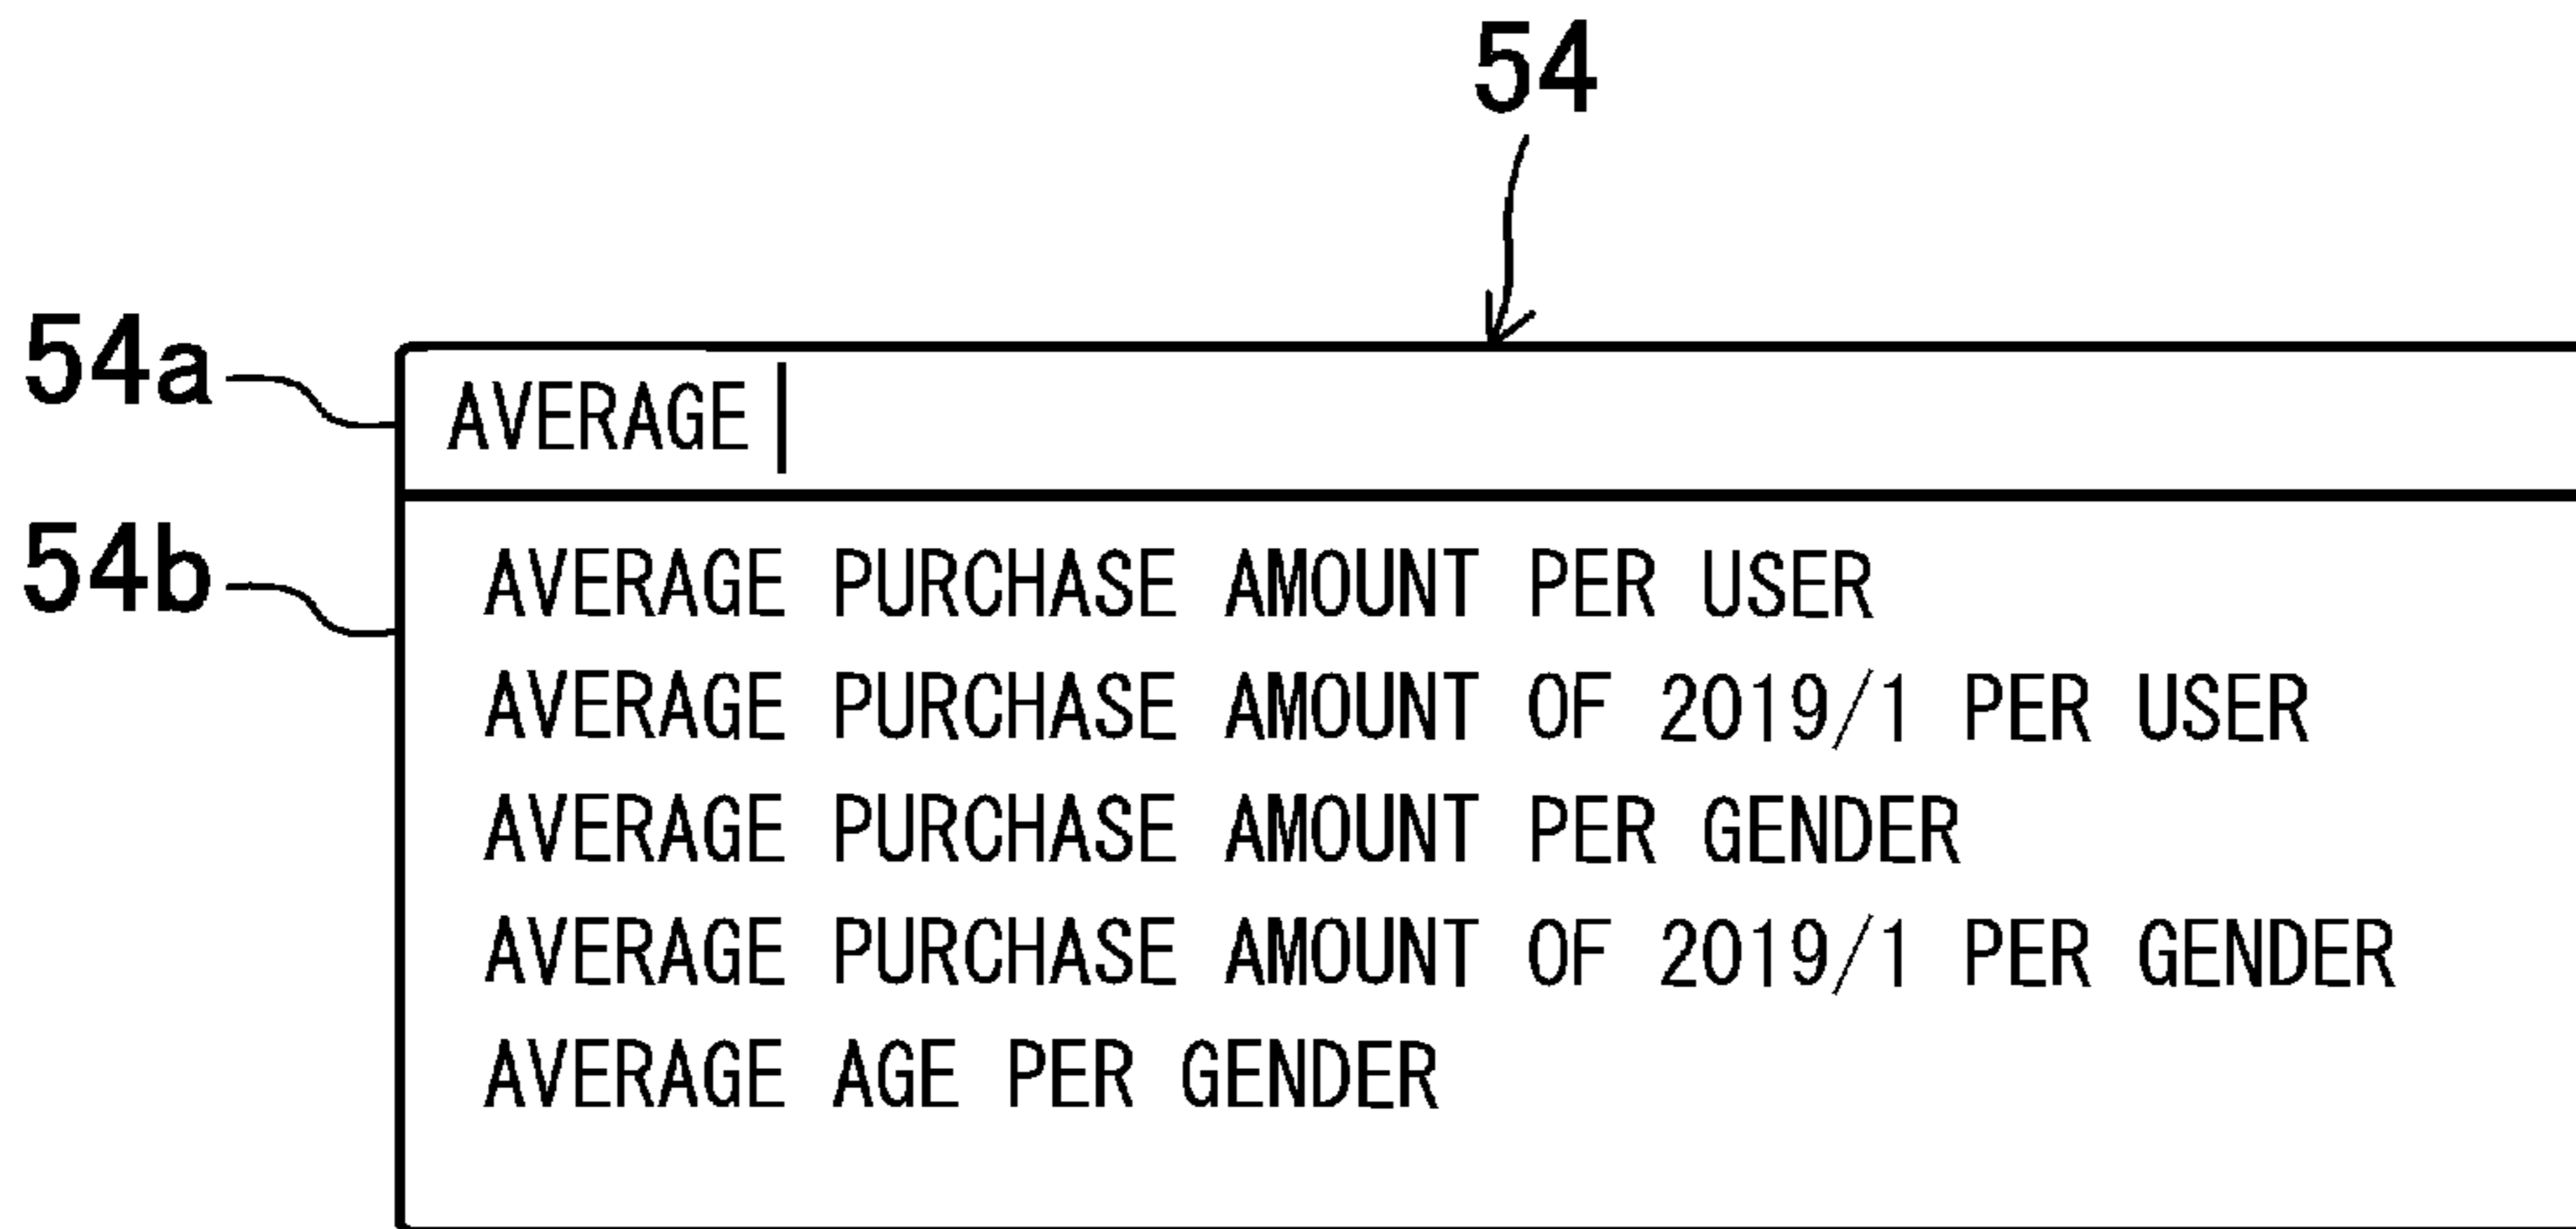 54
54a
AVERAGE
54b
AVERAGE PURCHASE AMOUNT PER USER
AVERAGE PURCHASE AMOUNT OF 2019/1 PER USER
AVERAGE PURCHASE AMOUNT PER GENDER
AVERAGE PURCHASE AMOUNT OF 2019/1 PER GENDER
AVERAGE AGE PER GENDER